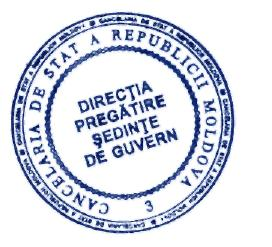 CANCELARIA DE STAT A REPUBLICII MOLDOVA
DIRECȚIA
PREGĂTIRE
ȘEDINȚE
DE GUVERN
3